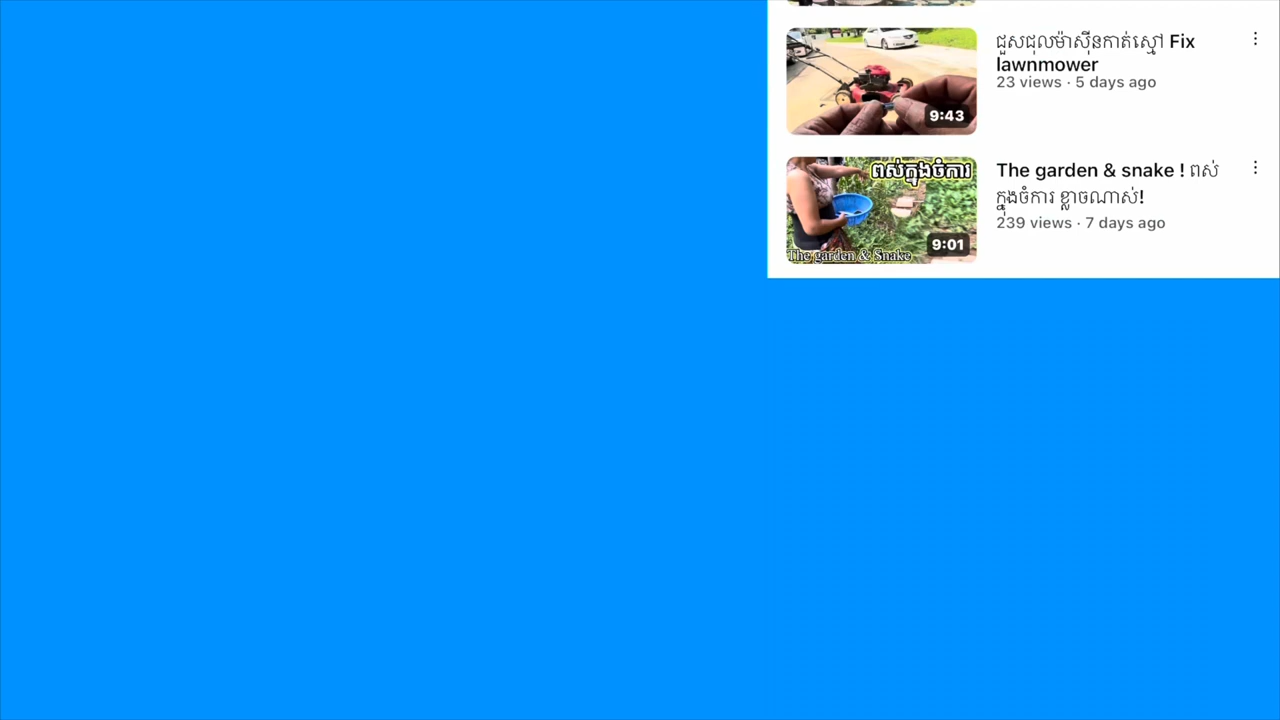 ជួសជុលម៉ាស៊ីនកាត់ស្មៅ Fix
lawnmower
23 views · 5 days ago
9:43
ពស់ក្នុងចំការ
The garden & Snake
9:01
The garden & snake ! ពស់
ក្នុងចំការ ខ្លាចណាស់!
239 views · 7 days ago